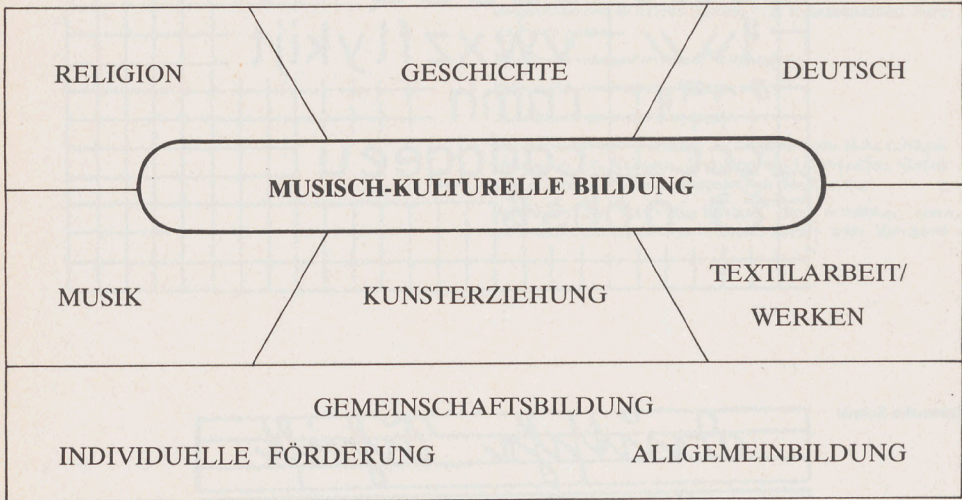 RELIGION GESCHICHTE DEUTSCH
MUSISCH-KULTURELLE BILDUNG
MUSIK KUNSTERZIEHUNG TEXTILARBEIT/
WERKEN
GEMEINSCHAFTSBILDUNG
INDIVIDUELLE FÖRDERUNG ALLGEMEINBILDUNG